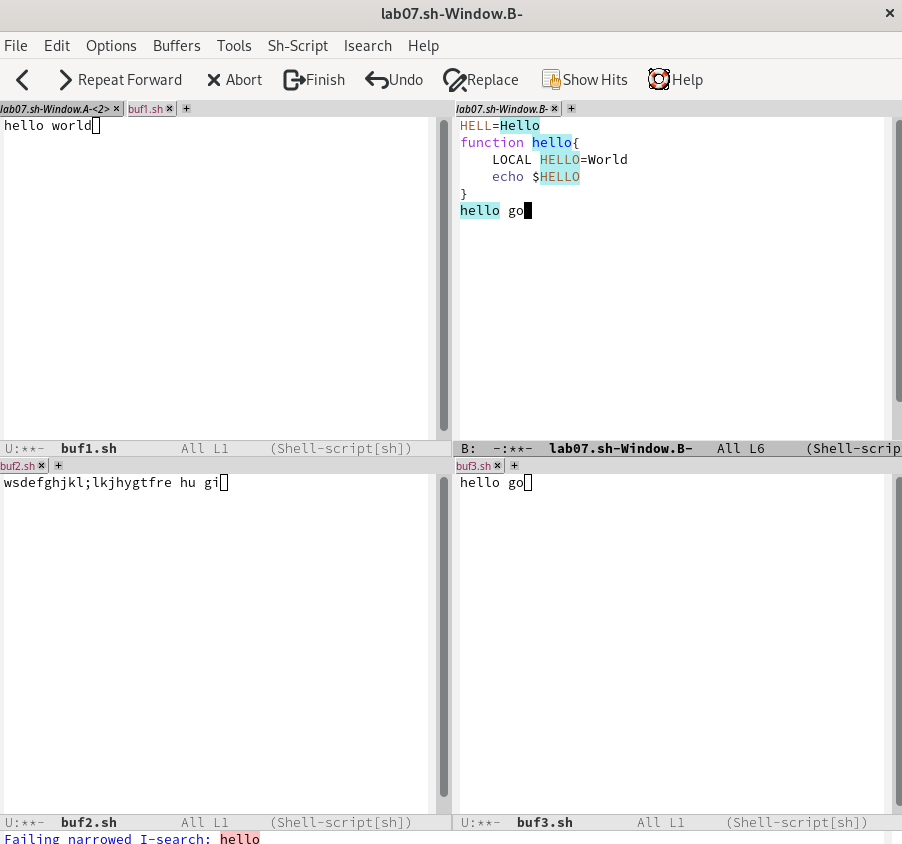 lab07.sh-Window.B-
File Edit Options Buffers Tools Sh-Script Isearch Help
Repeat Forward Abort Finish Undo Replace Show Hits Help
lab07.sh-Window.A-<2> buf1.sh
hello world
U:**- buf1.sh All L1 (Shell-script[sh])
lab07.sh-Window.B-
HELL=Hello
function hello{
    LOCAL HELLO=World
    echo $HELLO
}
hello go
B: -:**- lab07.sh-Window.B- All L6 (Shell-scrip
buf2.sh
wsdefghjkl;lkjhygtfre hu gi
U:**- buf2.sh All L1 (Shell-script[sh])
buf3.sh
hello go
U:**- buf3.sh All L1 (Shell-script[sh])
Failing narrowed I-search: hello